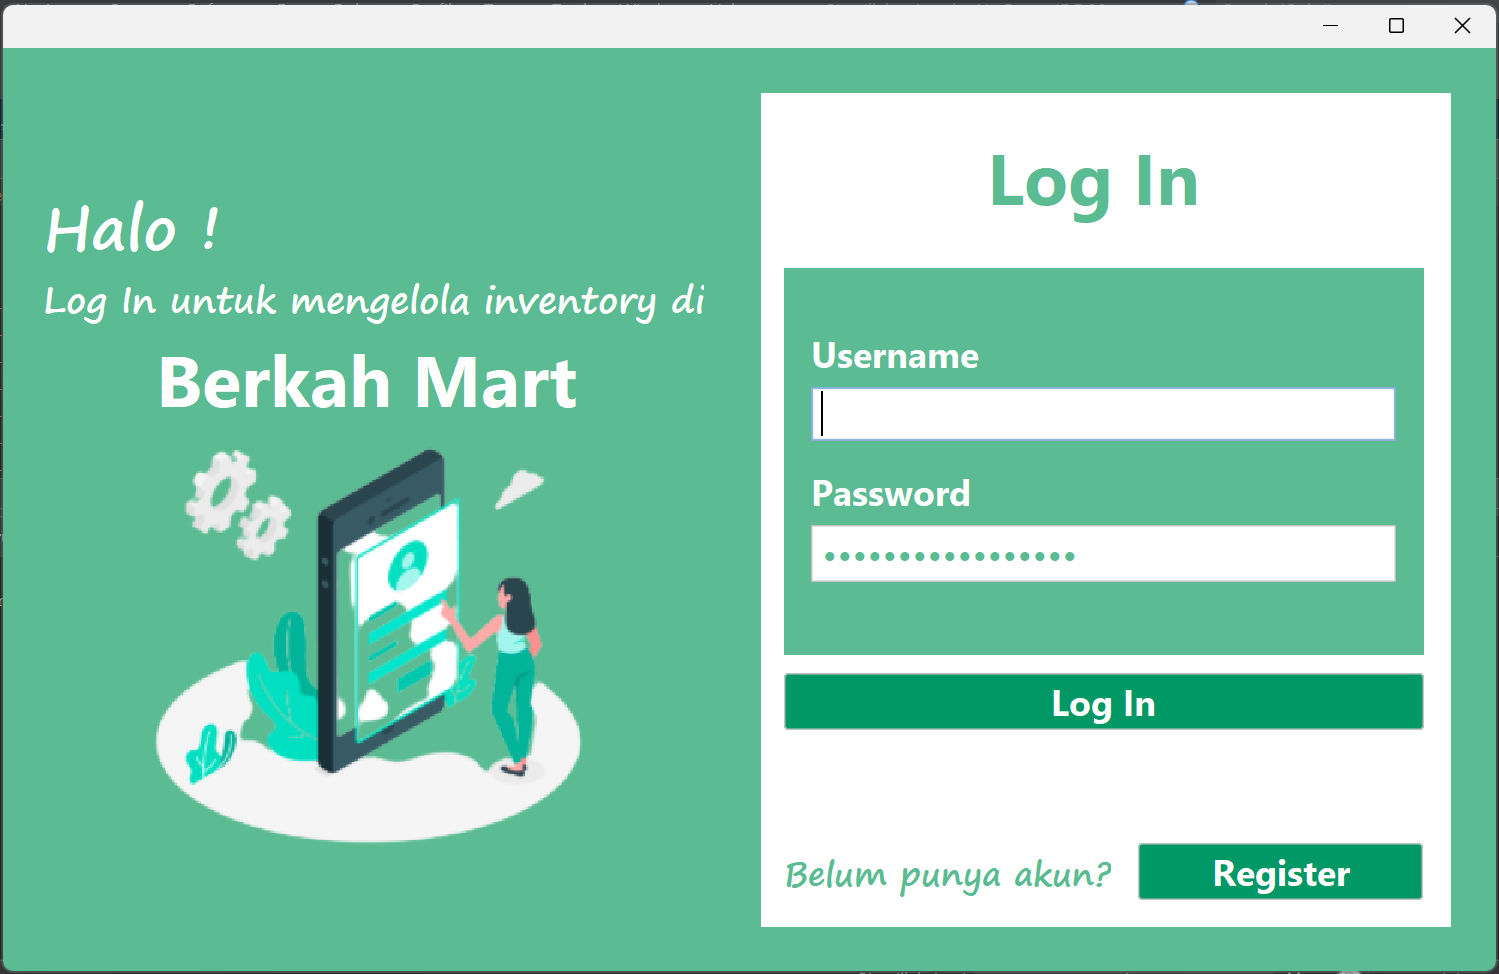 Halo !
Log In untuk mengelola inventory di
Berkah Mart
Log In
Username
Password
•••••••••••••••••
Log In
Belum punya akun?
Register